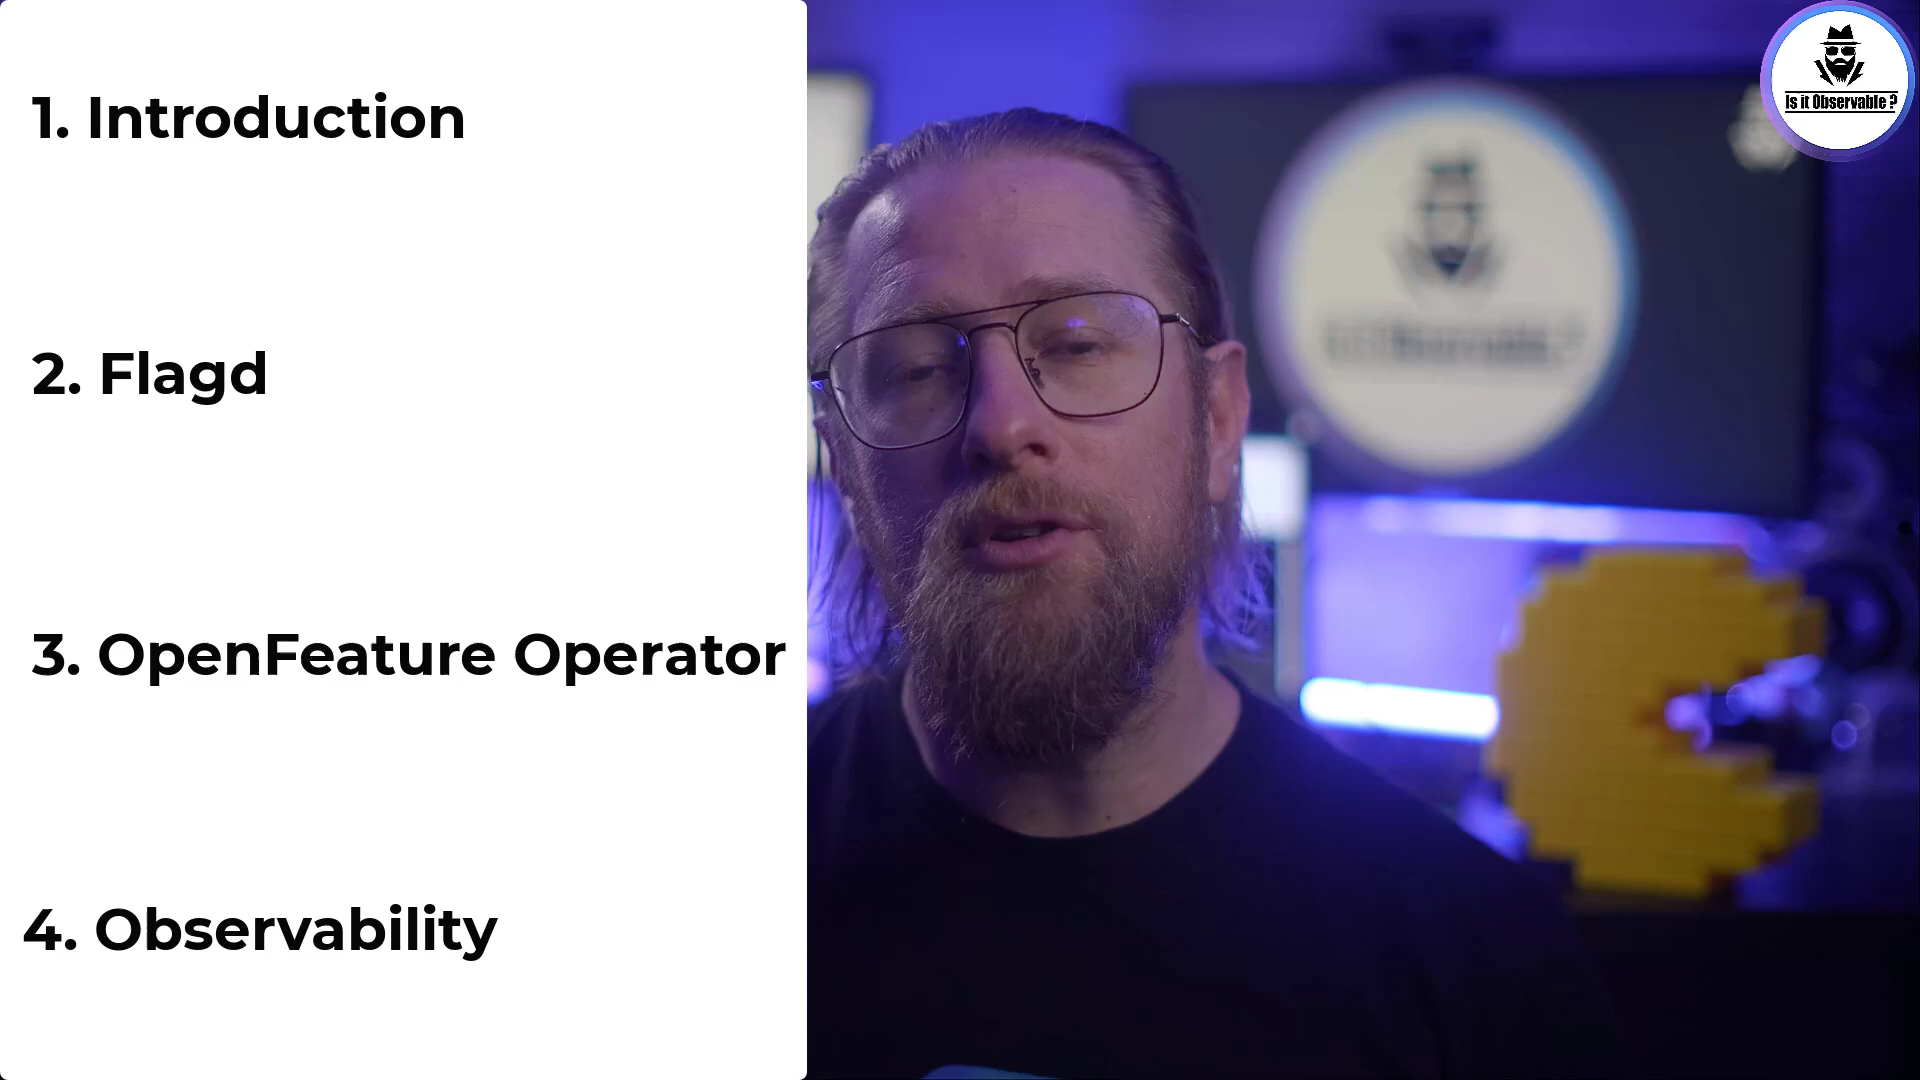 1. Introduction
2. Flagd
3. OpenFeature Operator
4. Observability
Is it Observable ?